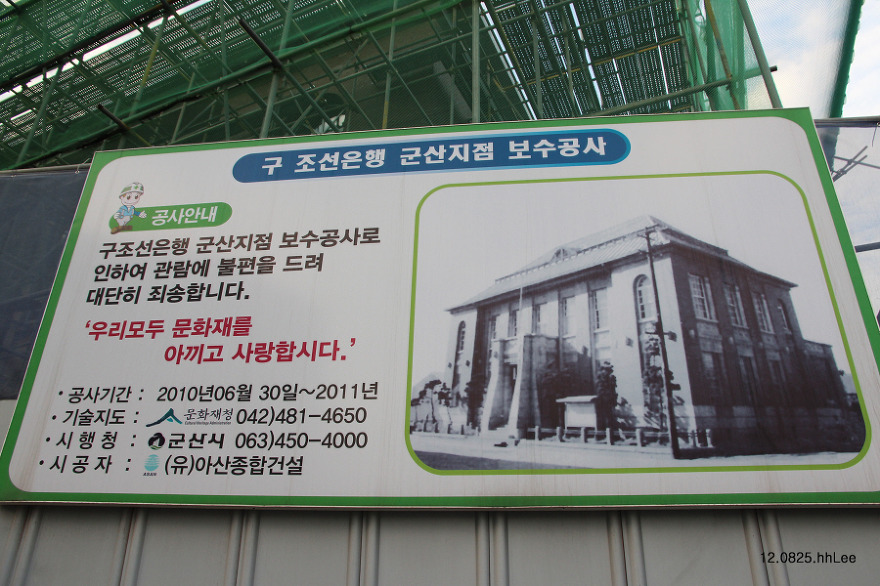 구 조선은행 군산지점 보수공사
공사안내
구조선은행 군산지점 보수공사로
인하여 관람에 불편을 드려
대단히 죄송합니다.
‘우리모두 문화재를
아끼고 사랑합시다.’
• 공사기간 : 2010년06월 30일~2011년
• 기술지도 : 문화재청 042)481-4650
Cultural Heritage Administration
• 시 행 청 : 군산시 063)450-4000
• 시 공 자 : (유)아산종합건설
12.0825.hhLee